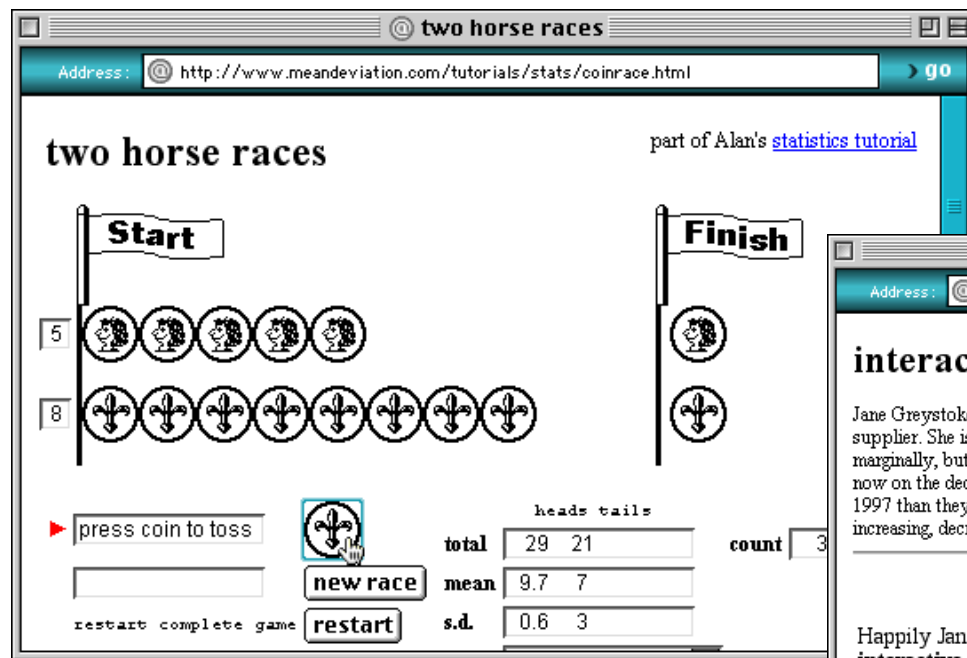 two horse races
Address: http://www.meandeviation.com/tutorials/stats/coinrace.html go
two horse races
part of Alan's statistics tutorial
Start
Finish
5
8
press coin to toss
new race
restart complete game restart
heads tails
total 29 21
count 3
mean 9.7 7
s.d. 0.6 3
Address:
interac
Jane Greystok
supplier. She is
marginally, but
now on the dec
1997 than they
increasing, decr
Happily Jan